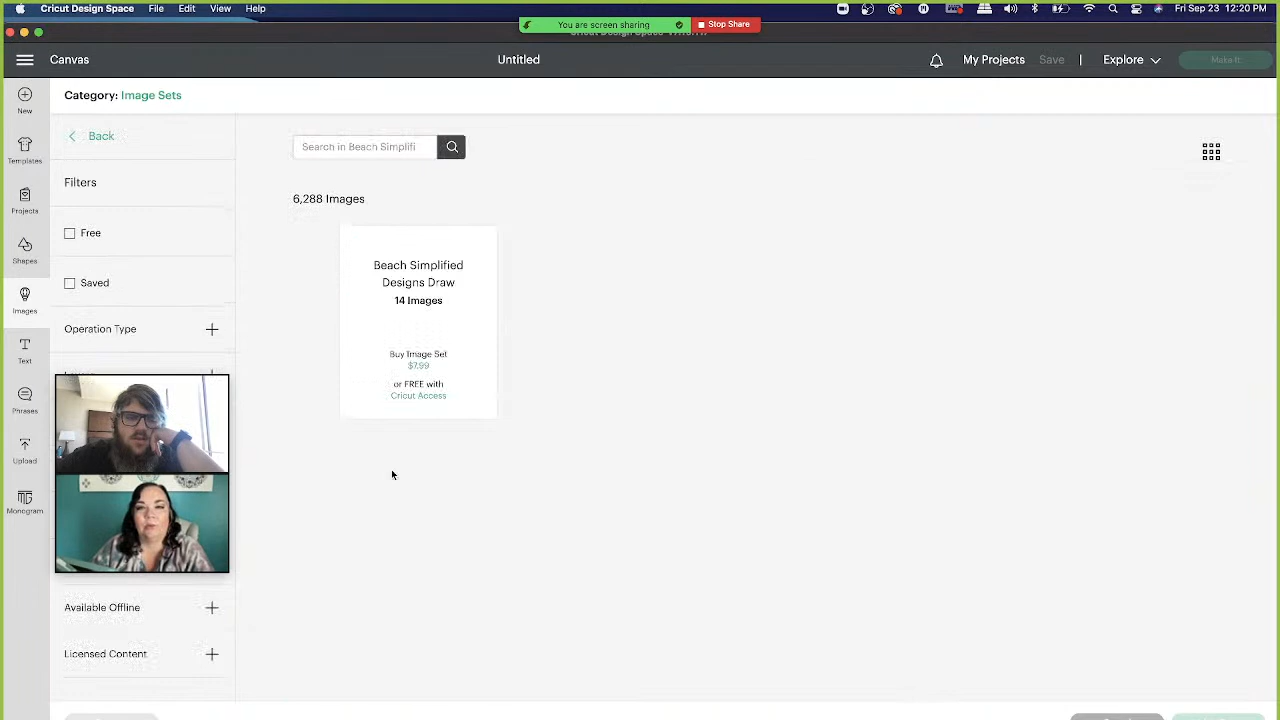 Cricut Design Space File Edit View Help
Fri Sep 23 12:20 PM
You are screen sharing
Stop Share
Canvas
Untitled
My Projects
Save
Explore
Make It
New
Templates
Projects
Shapes
Images
Text
Phrases
Upload
Monogram
Category: Image Sets
Back
Filters
Free
Saved
Operation Type
Available Offline
Licensed Content
Search in Beach Simplifi
6,288 Images
Beach Simplified
Designs Draw
14 Images
Buy Image Set
$7.99
or FREE with
Cricut Access